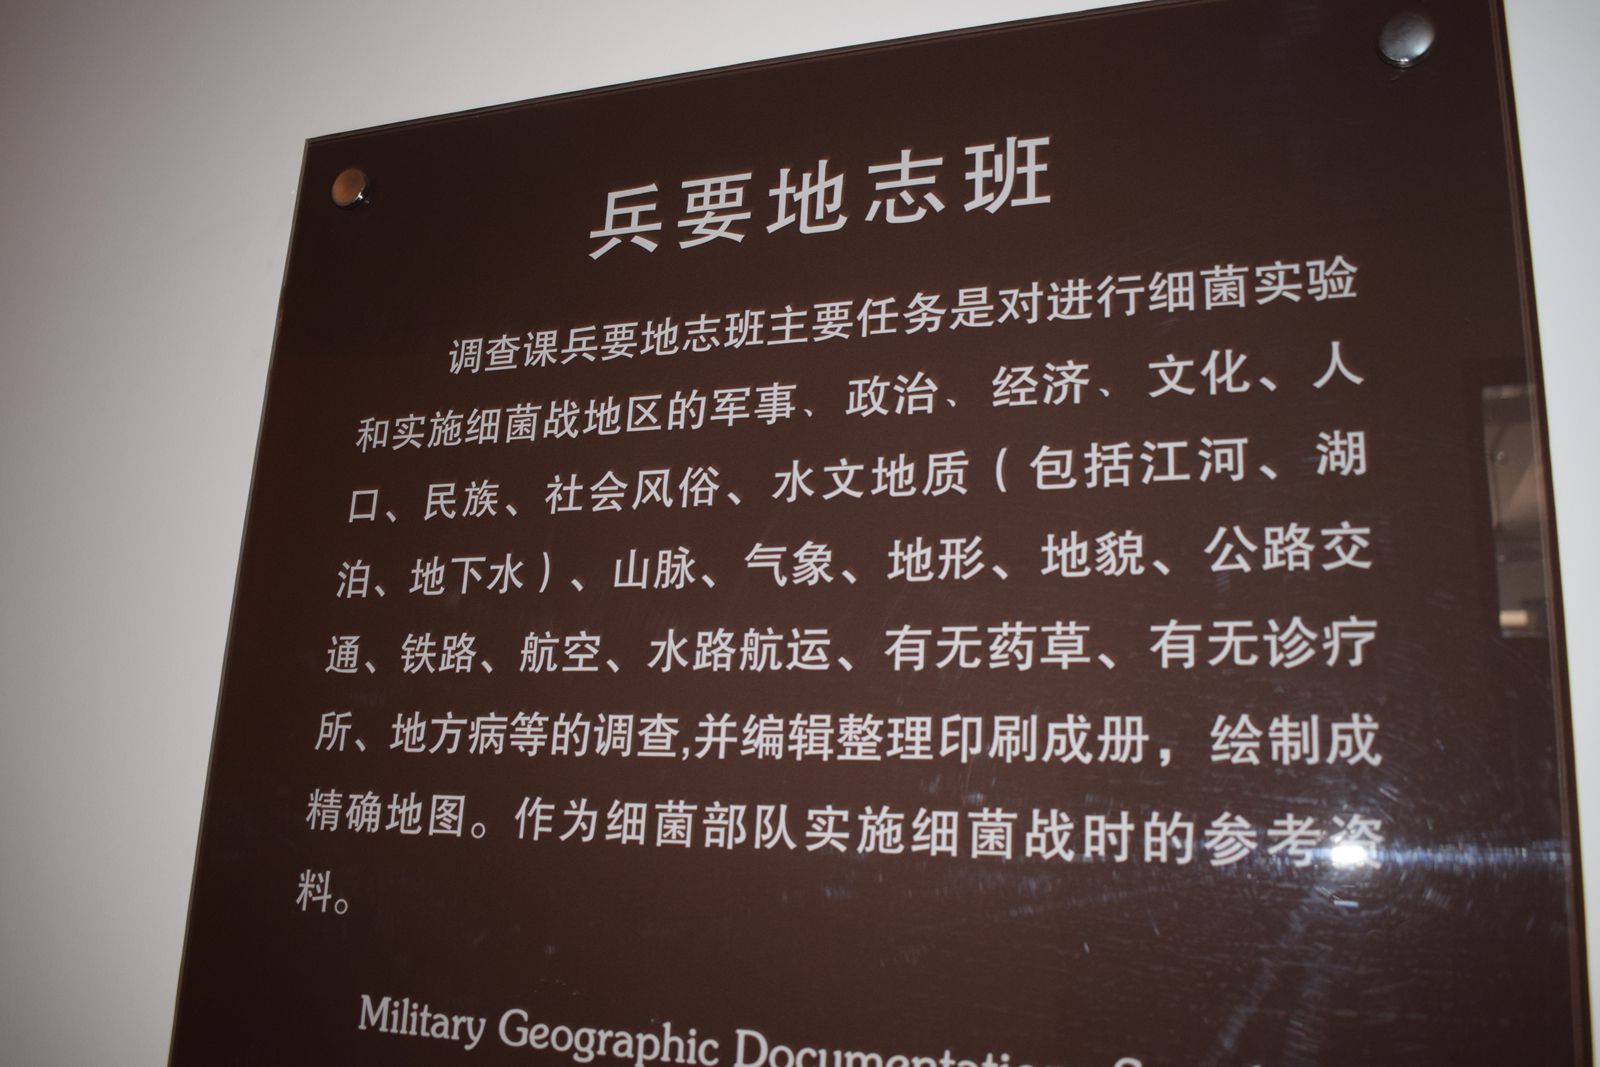 兵要地志班
调查课兵要地志班主要任务是对进行细菌实验
和实施细菌战地区的军事、政治、经济、文化、人
口、民族、社会风俗、水文地质（包括江河、湖
泊、地下水）、山脉、气象、地形、地貌、公路交
通、铁路、航空、水路航运、有无药草、有无诊疗
所、地方病等的调查,并编辑整理印刷成册，绘制成
精确地图。作为细菌部队实施细菌战时的参考资
料。
Military Geographic